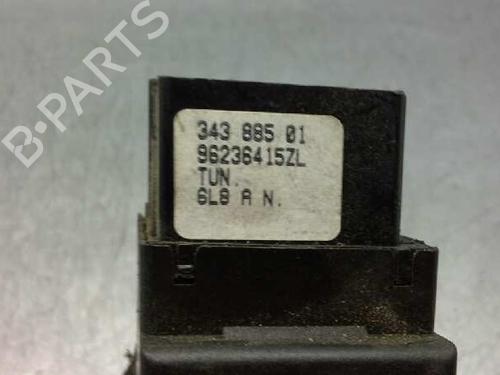 B-PARTS
343 885 01
96236415ZL
TUN.
6L8 A N.